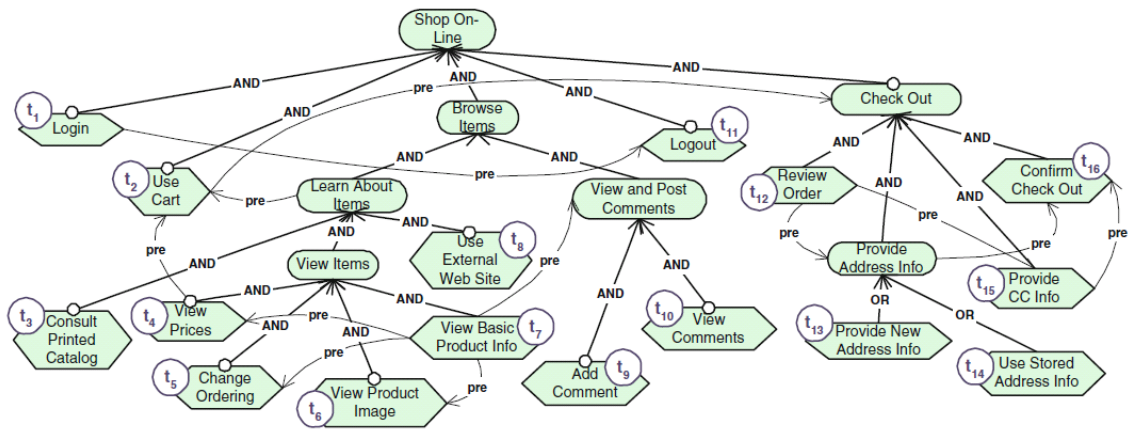 Shop On-
Line
AND
AND
AND
AND
AND
pre
t1
Login
t2
Use
Cart
Browse
Items
t11
Logout
Check Out
AND
AND
pre
AND
AND
AND
AND
t12
Review
Order
t16
Confirm
Check Out
Learn About
Items
pre
View and Post
Comments
pre
AND
AND
pre
pre
pre
pre
Use
External
Web Site
t8
View Items
AND
pre
Provide
Address Info
t15
Provide
CC Info
AND
AND
AND
AND
AND
AND
OR
OR
t3
Consult
Printed
Catalog
t4
View
Prices
pre
View Basic
Product Info
t7
t10
View
Comments
t13
Provide New
Address Info
pre
pre
t5
Change
Ordering
t6
View Product
Image
Add
Comment
t9
t14
Use Stored
Address Info